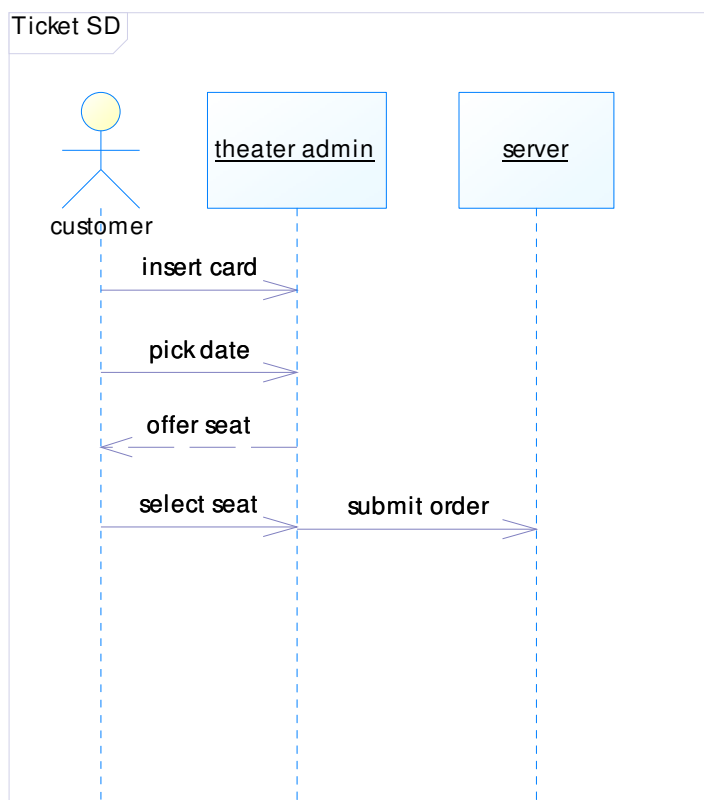 Ticket SD
theater admin
server
customer
insert card
pick date
offer seat
select seat
submit order